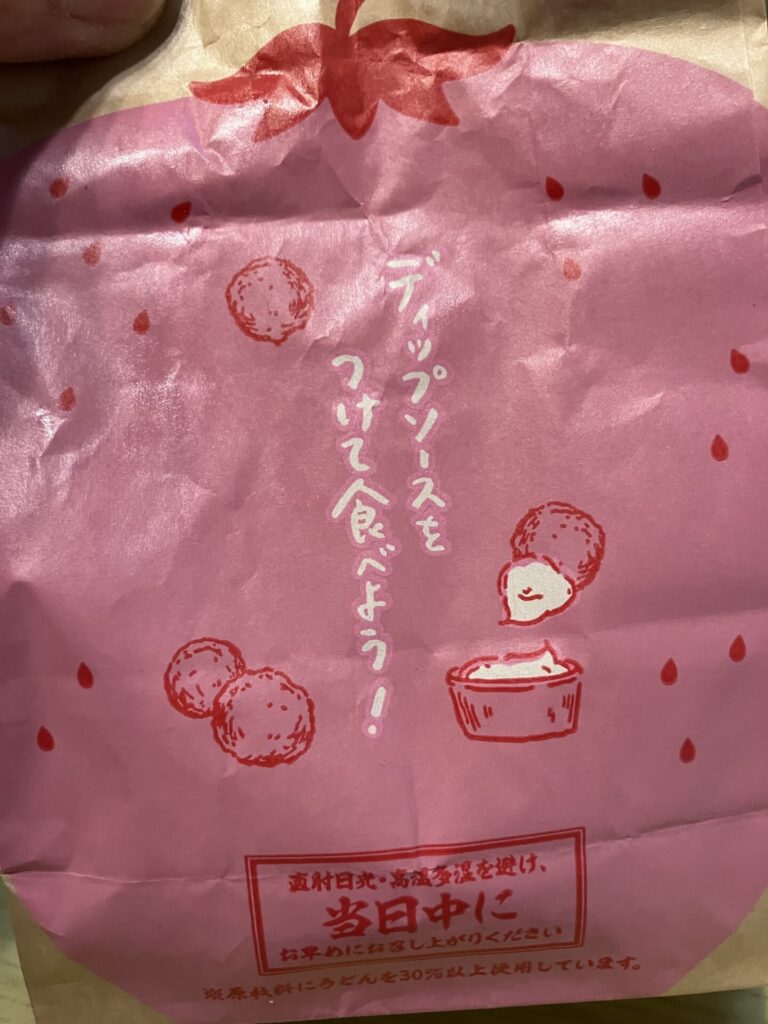 ディップソースを
つけて食べよう！
直射日光・高温多湿を避け、
当日中に
お早めにお召し上がりください
※原材料にうどんを30%以上使用しています。